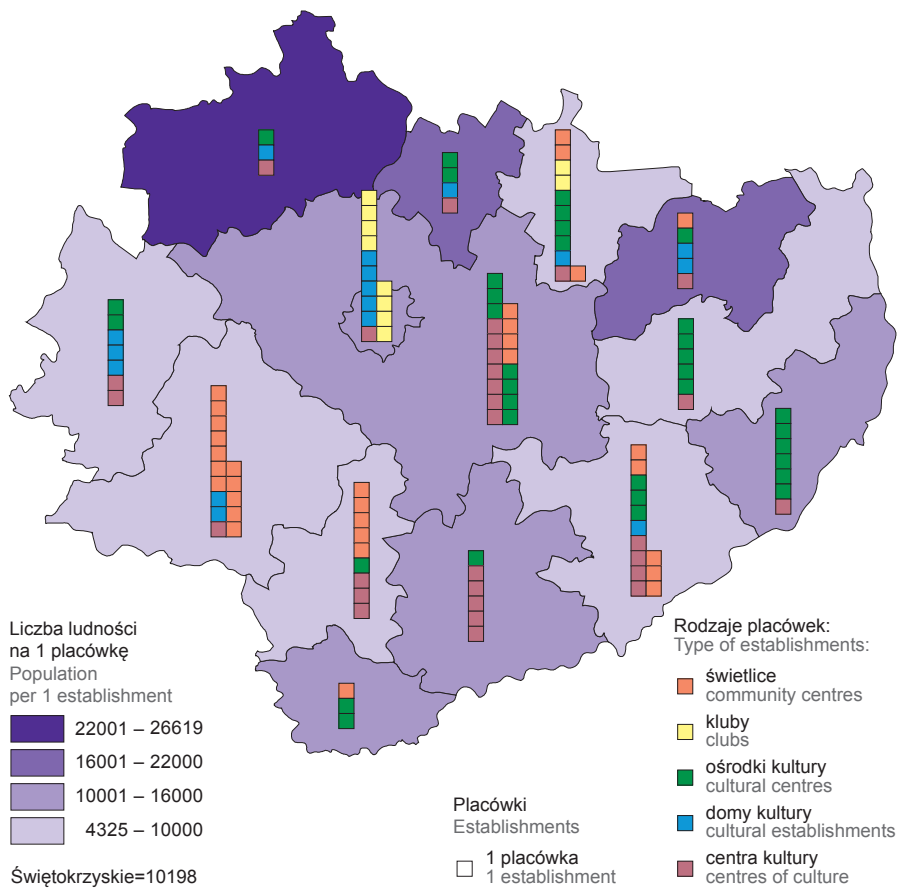 Liczba ludności
na 1 placówkę
Population
per 1 establishment
22001 – 26619
16001 – 22000
10001 – 16000
4325 – 10000
Świętokrzyskie=10198
Placówki
Establishments
1 placówka
1 establishment
Rodzaje placówek:
Type of establishments:
świetlice
community centres
kluby
clubs
ośrodki kultury
cultural centres
domy kultury
cultural establishments
centra kultury
centres of culture